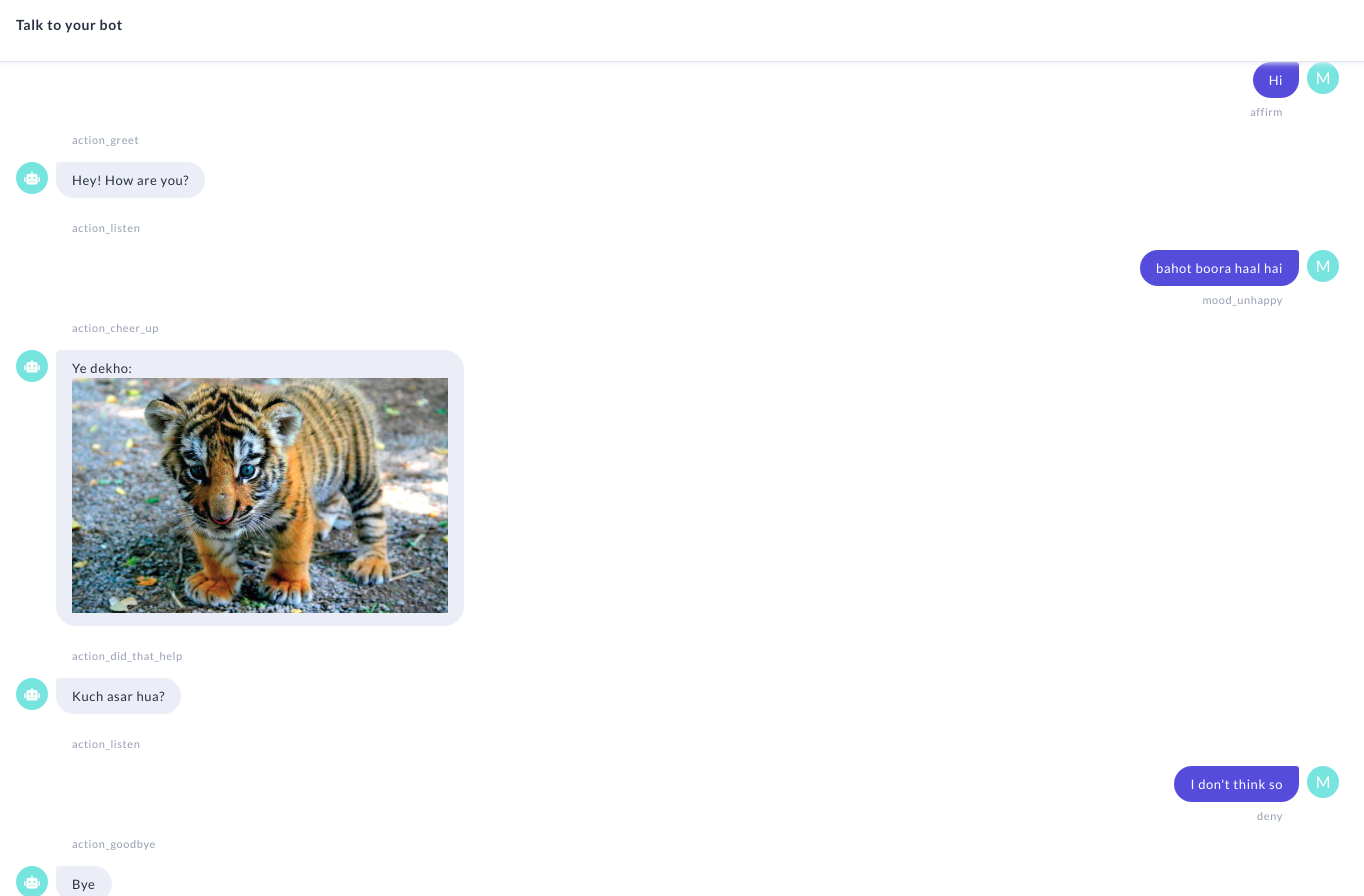 Talk to your bot
Hi
M
affirm
action_greet
Hey! How are you?
action_listen
bahot boora haal hai
M
mood_unhappy
action_cheer_up
Ye dekho:
action_did_that_help
Kuch asar hua?
action_listen
I don't think so
M
deny
action_goodbye
Bye